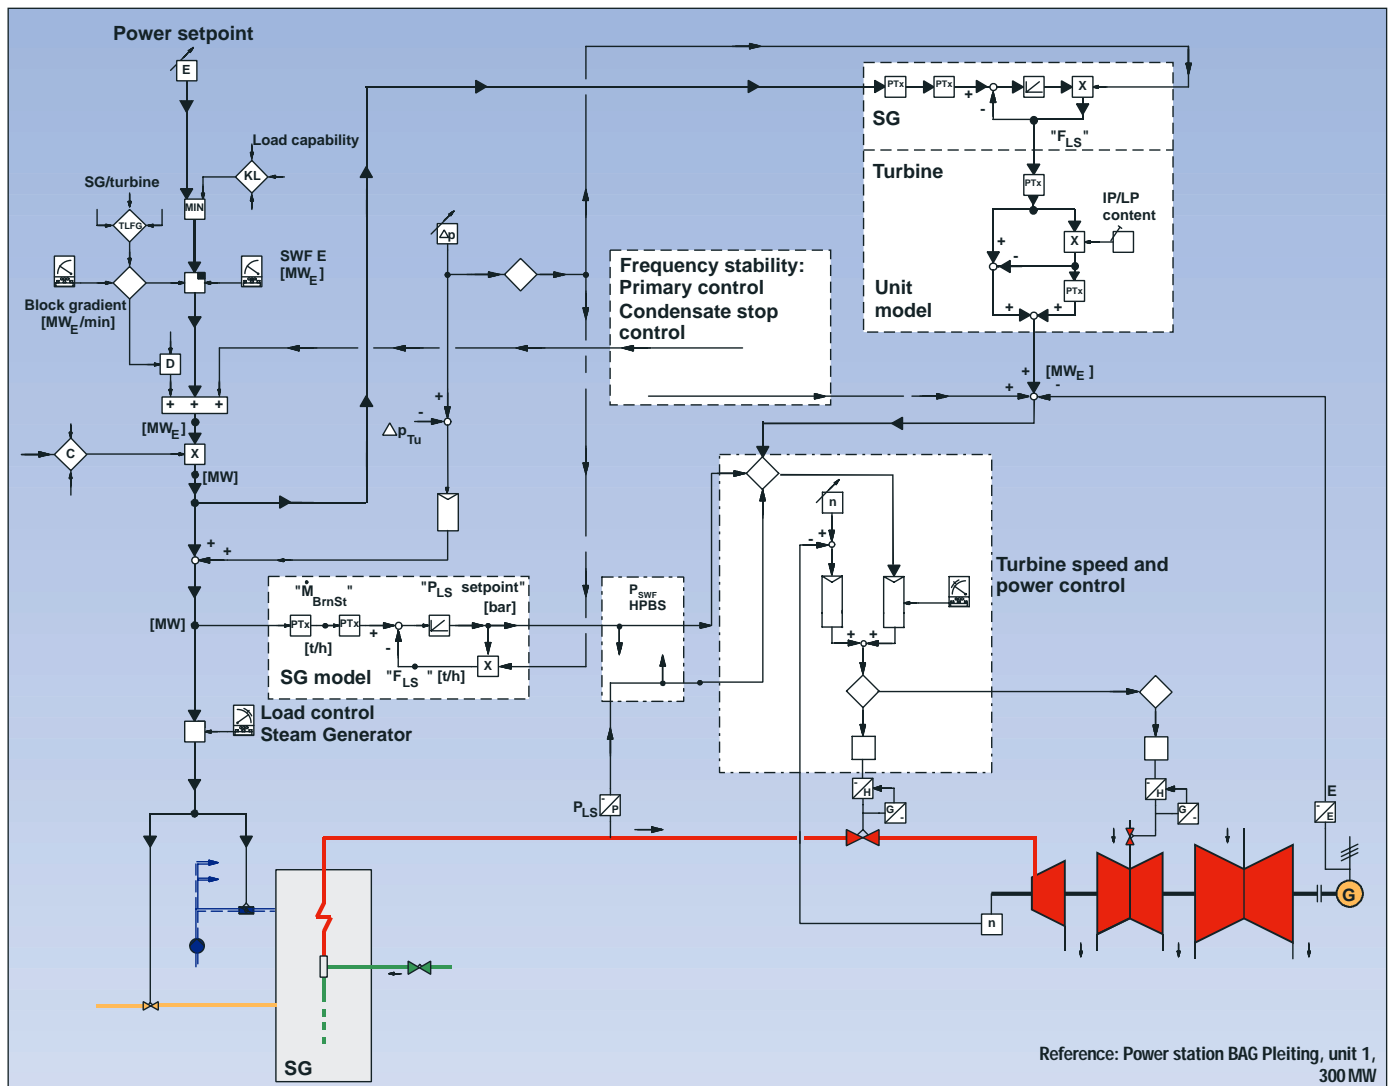 Power setpoint
E
Load capability
KL
SG/turbine
MIN
TLFG
SWF E
[MWE]
Block gradient
[MWE/min]
D
+ + +
[MWE]
C
X
[MW]
Δp
+
-
ΔpTu
+
+
Frequency stability:
Primary control
Condensate stop
control
PTx
PTx
+
-
X
SG
"FLS"
Turbine
PTx
IP/LP
content
X
+
-
PTx
Unit
model
+
+
+
[MWE]
+
-
n
-
+
Turbine speed and
power control
+
+
"ṀBrnSt"
"PLS setpoint"
[bar]
[MW]
PTx
PTx
+
-
[t/h]
X
"FLS" [t/h]
SG model
PSWF
HPBS
Load control
Steam Generator
PLS
-
P
-
H
G
-
-
H
G
-
E
-
E
G
n
SG
Reference: Power station BAG Pleiting, unit 1,
300 MW